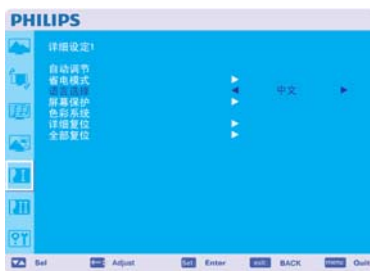 PHILIPS
详细设定1
自动调节
省电模式
语言选择 中文
屏幕保护
色彩系统
详细复位
全部复位
Sel Adjust Set Enter exit BACK menu Quit